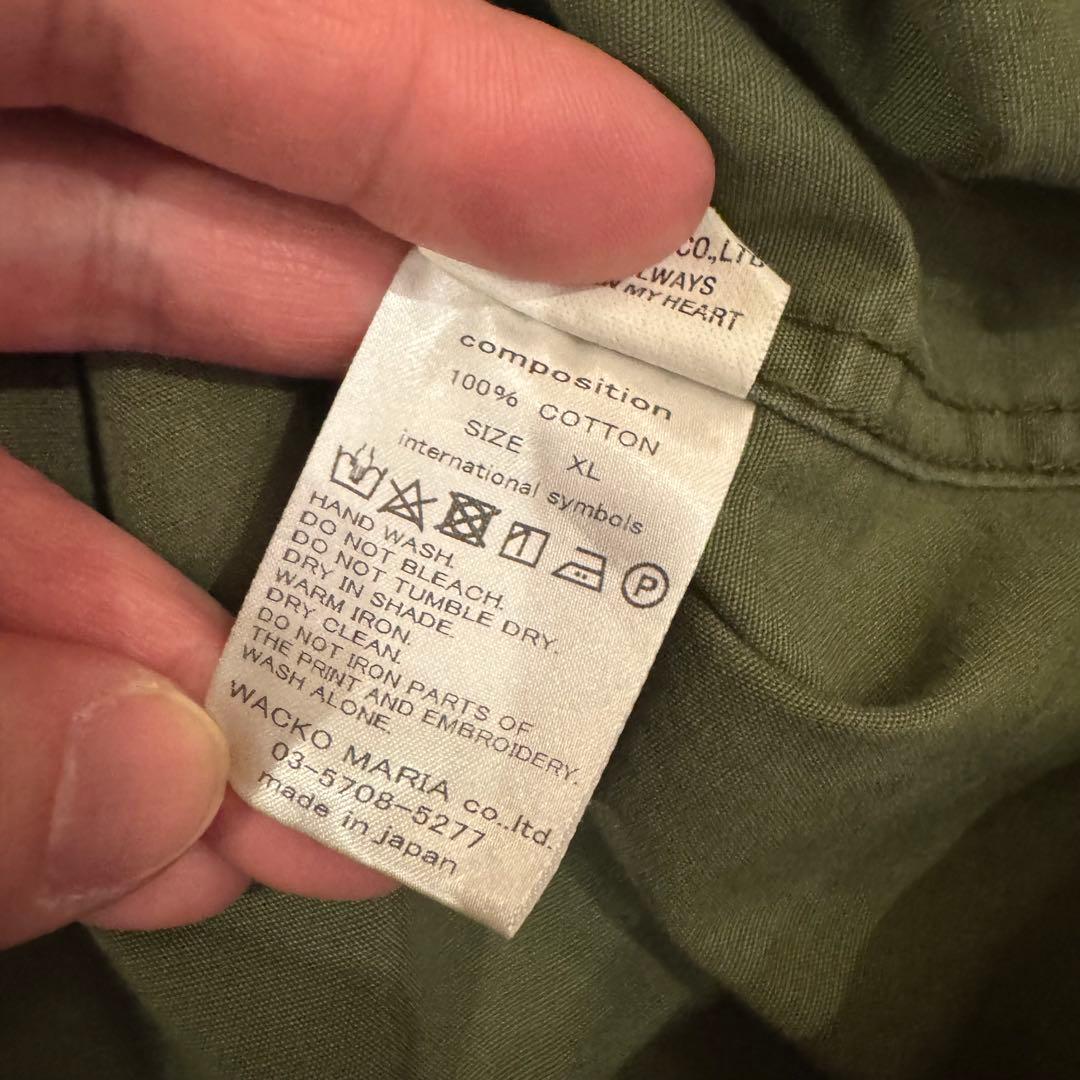 CO.,LTD
MY HEART
composition
100% COTTON
SIZE XL
international symbols
P
HAND WASH.
DO NOT BLEACH.
DO NOT TUMBLE DRY.
DRY IN SHADE.
WARM IRON.
DRY CLEAN.
DO NOT IRON PARTS OF
THE PRINT AND EMBROIDERY.
WASH ALONE.
WACKO MARIA co.,ltd.
03-5708-5277
made in japan